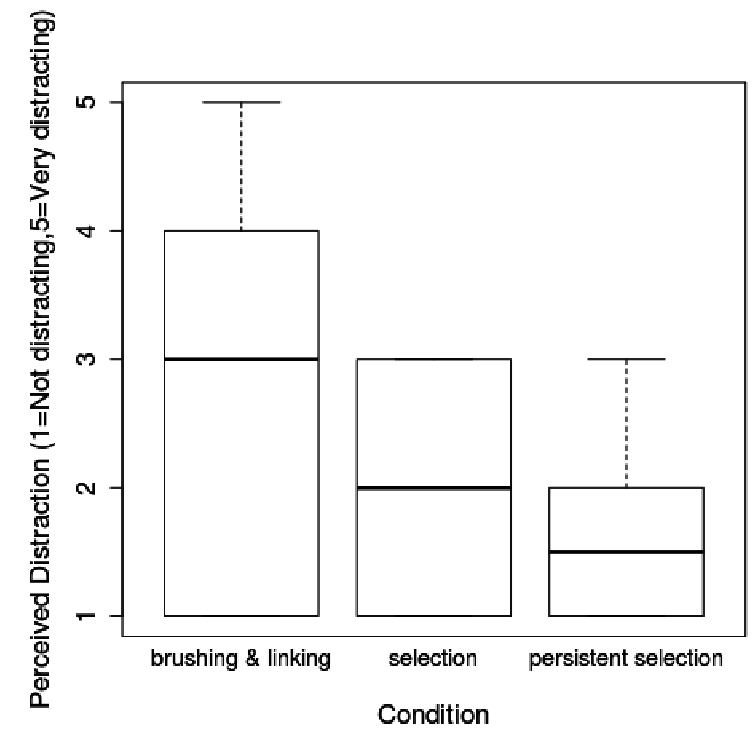 Perceived Distraction (1=Not distracting,5=Very distracting)
5
4
3
2
1
brushing & linking
selection
persistent selection
Condition